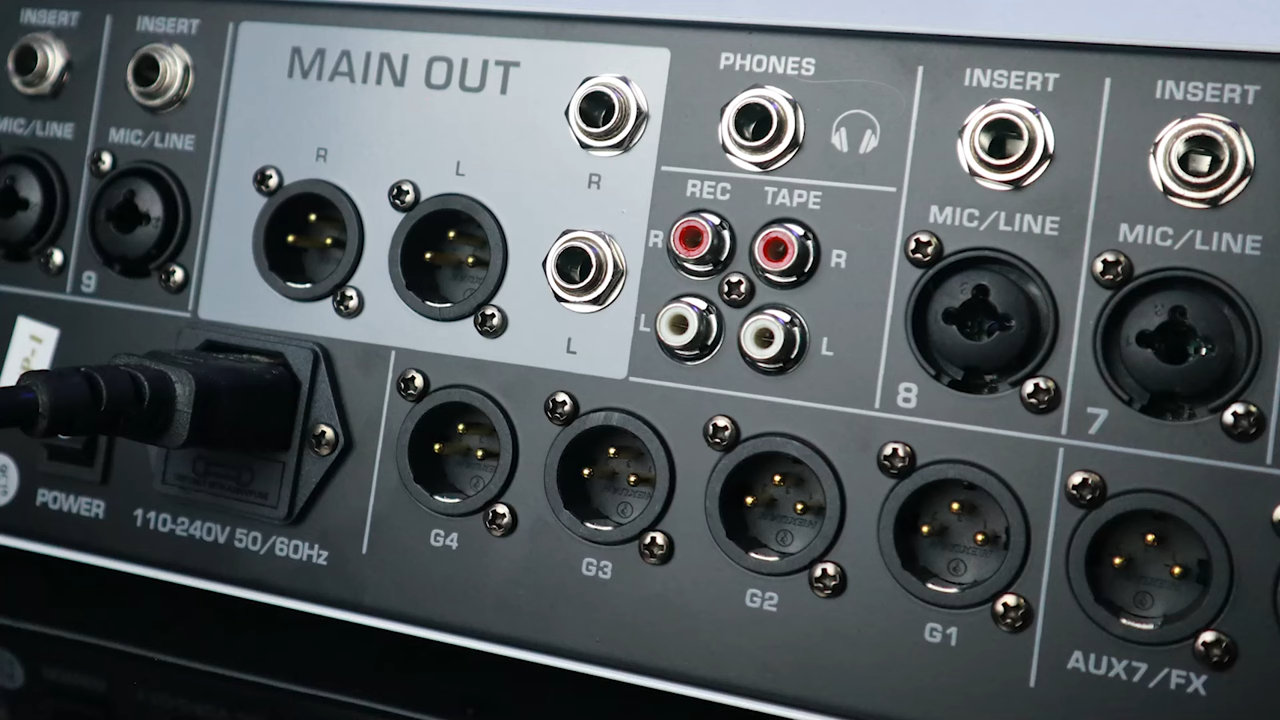 INSERT
INSERT
MAIN OUT
PHONES
INSERT
INSERT
MIC/LINE
MIC/LINE
R
L
R
REC
TAPE
MIC/LINE
MIC/LINE
R
R
9
L
L
L
8
7
P-1
POWER
110-240V 50/60Hz
G4
G3
G2
G1
AUX7/FX